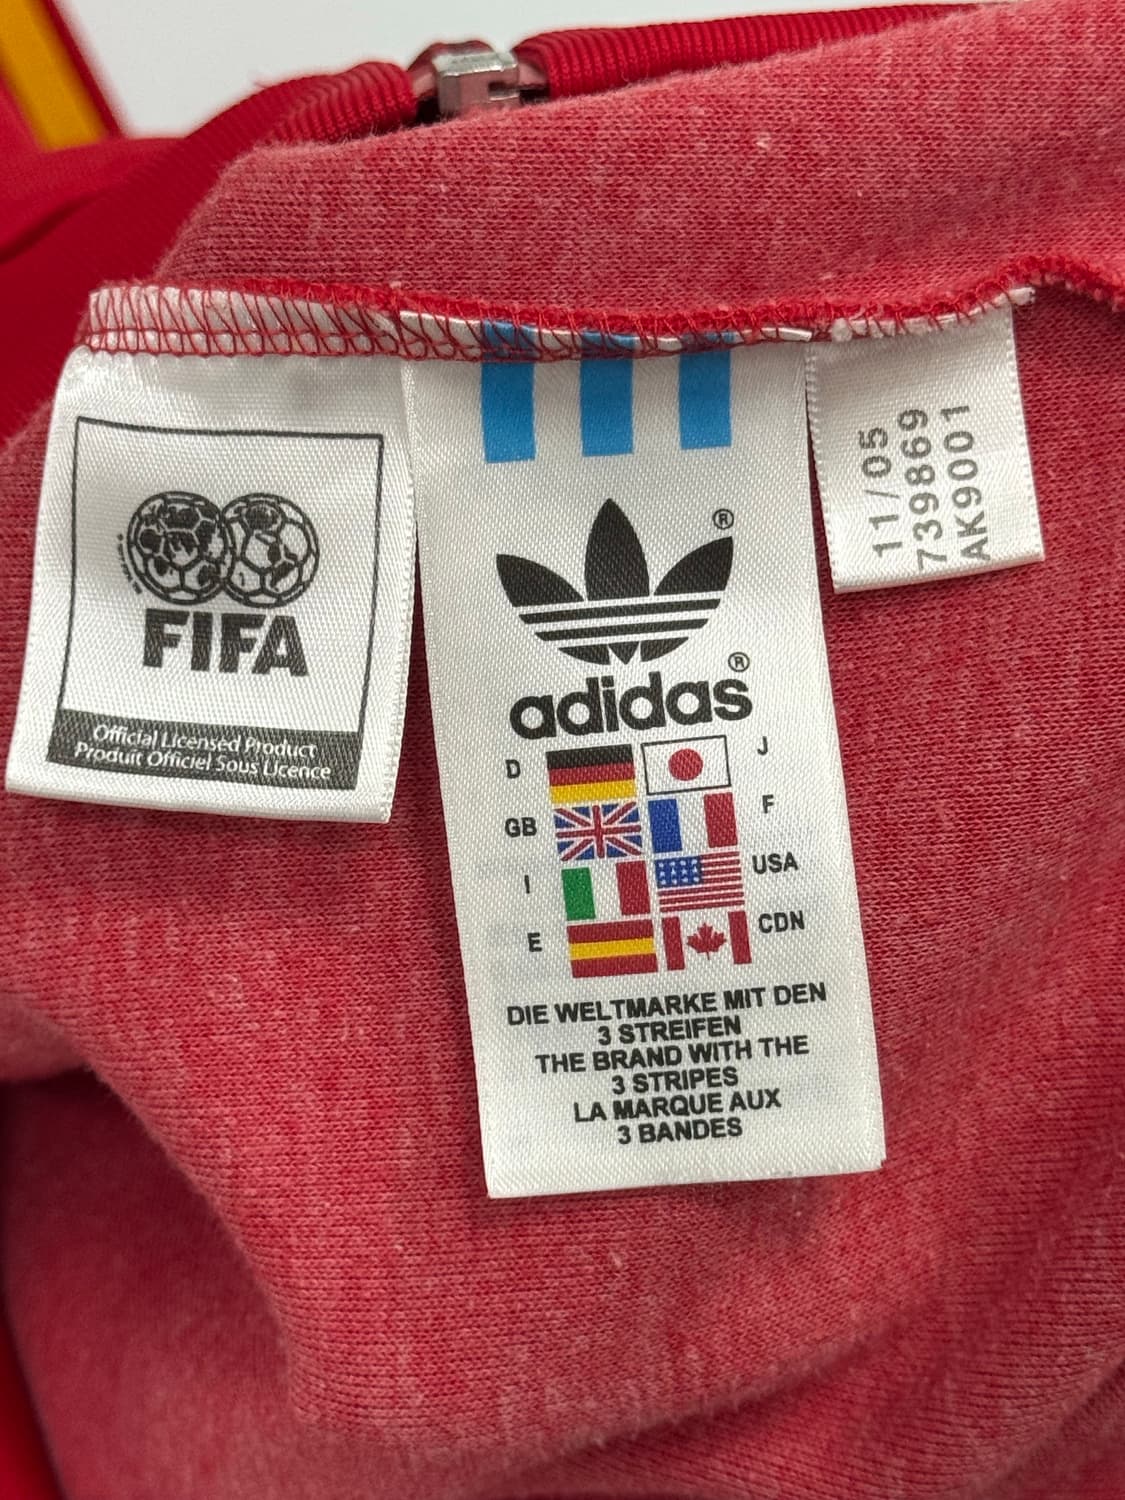 FIFA
Official Licensed Product
Produit Officiel Sous Licence
®
®
adidas
D
J
GB
F
I
USA
E
CDN
DIE WELTMARKE MIT DEN
3 STREIFEN
THE BRAND WITH THE
3 STRIPES
LA MARQUE AUX
3 BANDES
11/05
739869
AK9001